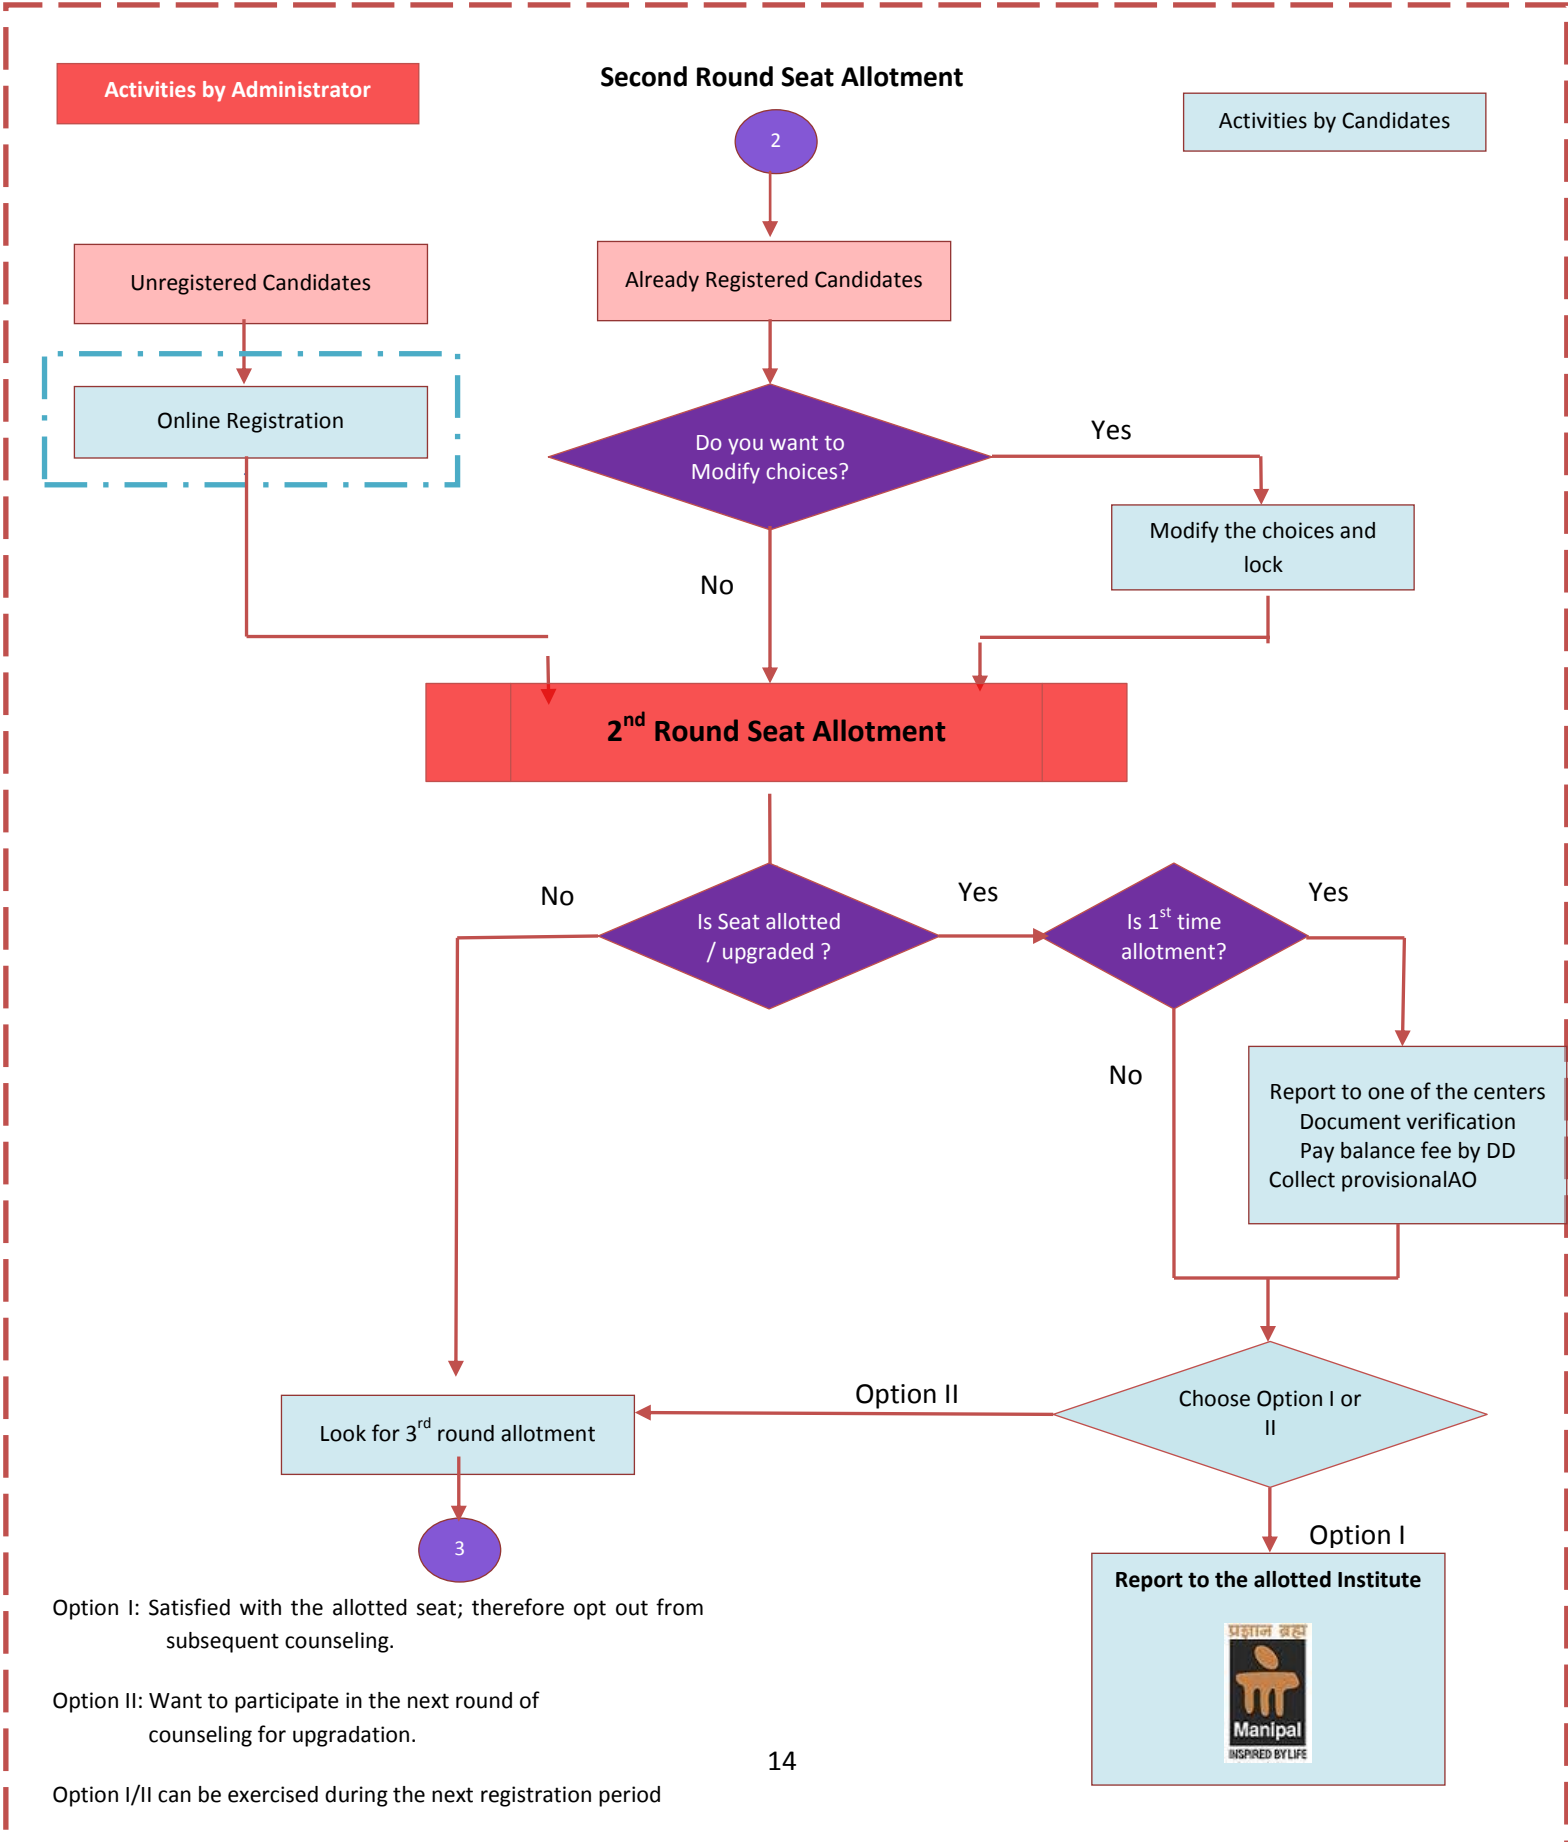 Second Round Seat Allotment
Activities by Administrator
Activities by Candidates
2
Unregistered Candidates
Already Registered Candidates
Online Registration
Do you want to
Modify choices?
Yes
Modify the choices and
lock
No
2nd Round Seat Allotment
No
Is Seat allotted
/ upgraded ?
Yes
Is 1st time
allotment?
Yes
No
Report to one of the centers
Document verification
Pay balance fee by DD
Collect provisionalAO
Option II
Choose Option I or
II
Look for 3rd round allotment
3
Option I
Report to the allotted Institute
प्रज्ञानं ब्रह्म
Manipal
INSPIRED BY LIFE
Option I: Satisfied with the allotted seat; therefore opt out from
subsequent counseling.
Option II: Want to participate in the next round of
counseling for upgradation.
14
Option I/II can be exercised during the next registration period